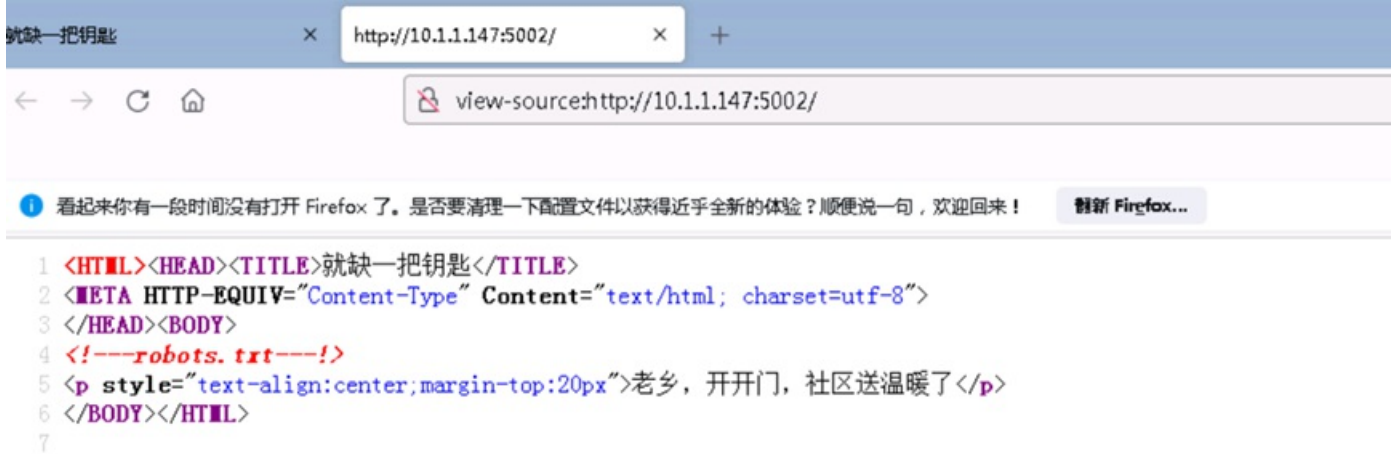 就缺一把钥匙
http://10.1.1.147:5002/
view-source:http://10.1.1.147:5002/
看起来你有一段时间没有打开 Firefox 了。是否要清理一下配置文件以获得近乎全新的体验？顺便说一句，欢迎回来！ 翻新 Firefox...
1 <HTML><HEAD><TITLE>就缺一把钥匙</TITLE>
2 <META HTTP-EQUIV="Content-Type" Content="text/html; charset=utf-8">
3 </HEAD><BODY>
4 <!---robots.txt---!>
5 <p style="text-align:center;margin-top:20px">老乡，开开门，社区送温暖了</p>
6 </BODY></HTML>
7